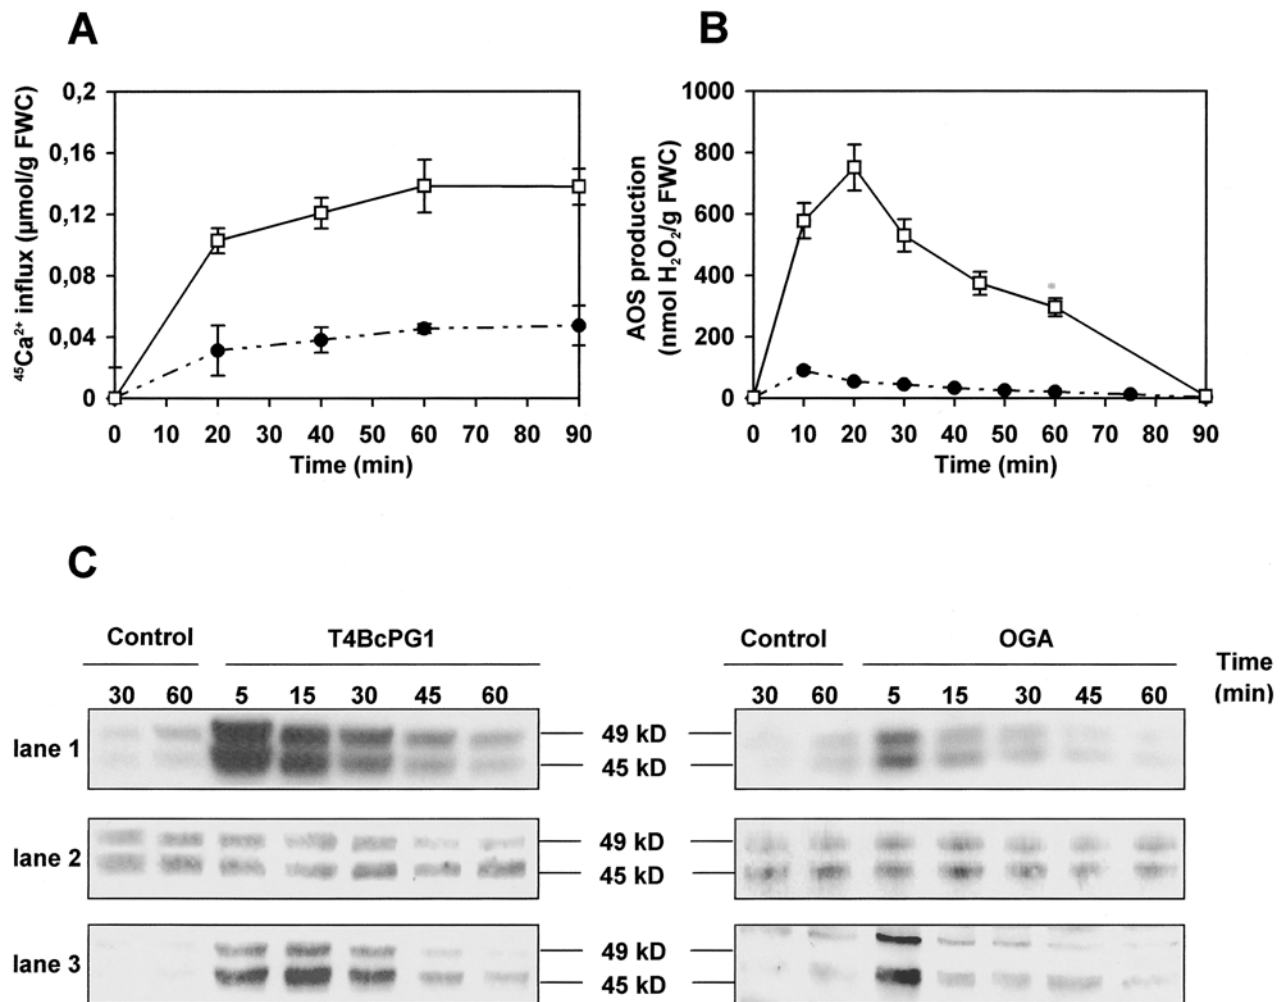 A
B
⁴⁵Ca²⁺ influx (µmol/g FWC)
0,2
0,16
0,12
0,08
0,04
0
0 10 20 30 40 50 60 70 80 90
Time (min)
AOS production
(nmol H₂O₂/g FWC)
1000
800
600
400
200
0
0 10 20 30 40 50 60 70 80 90
Time (min)
C
Control T4BcPG1 Control OGA
Time
(min)
30 60 5 15 30 45 60 30 60 5 15 30 45 60
lane 1
49 kD
45 kD
lane 2
49 kD
45 kD
lane 3
49 kD
45 kD